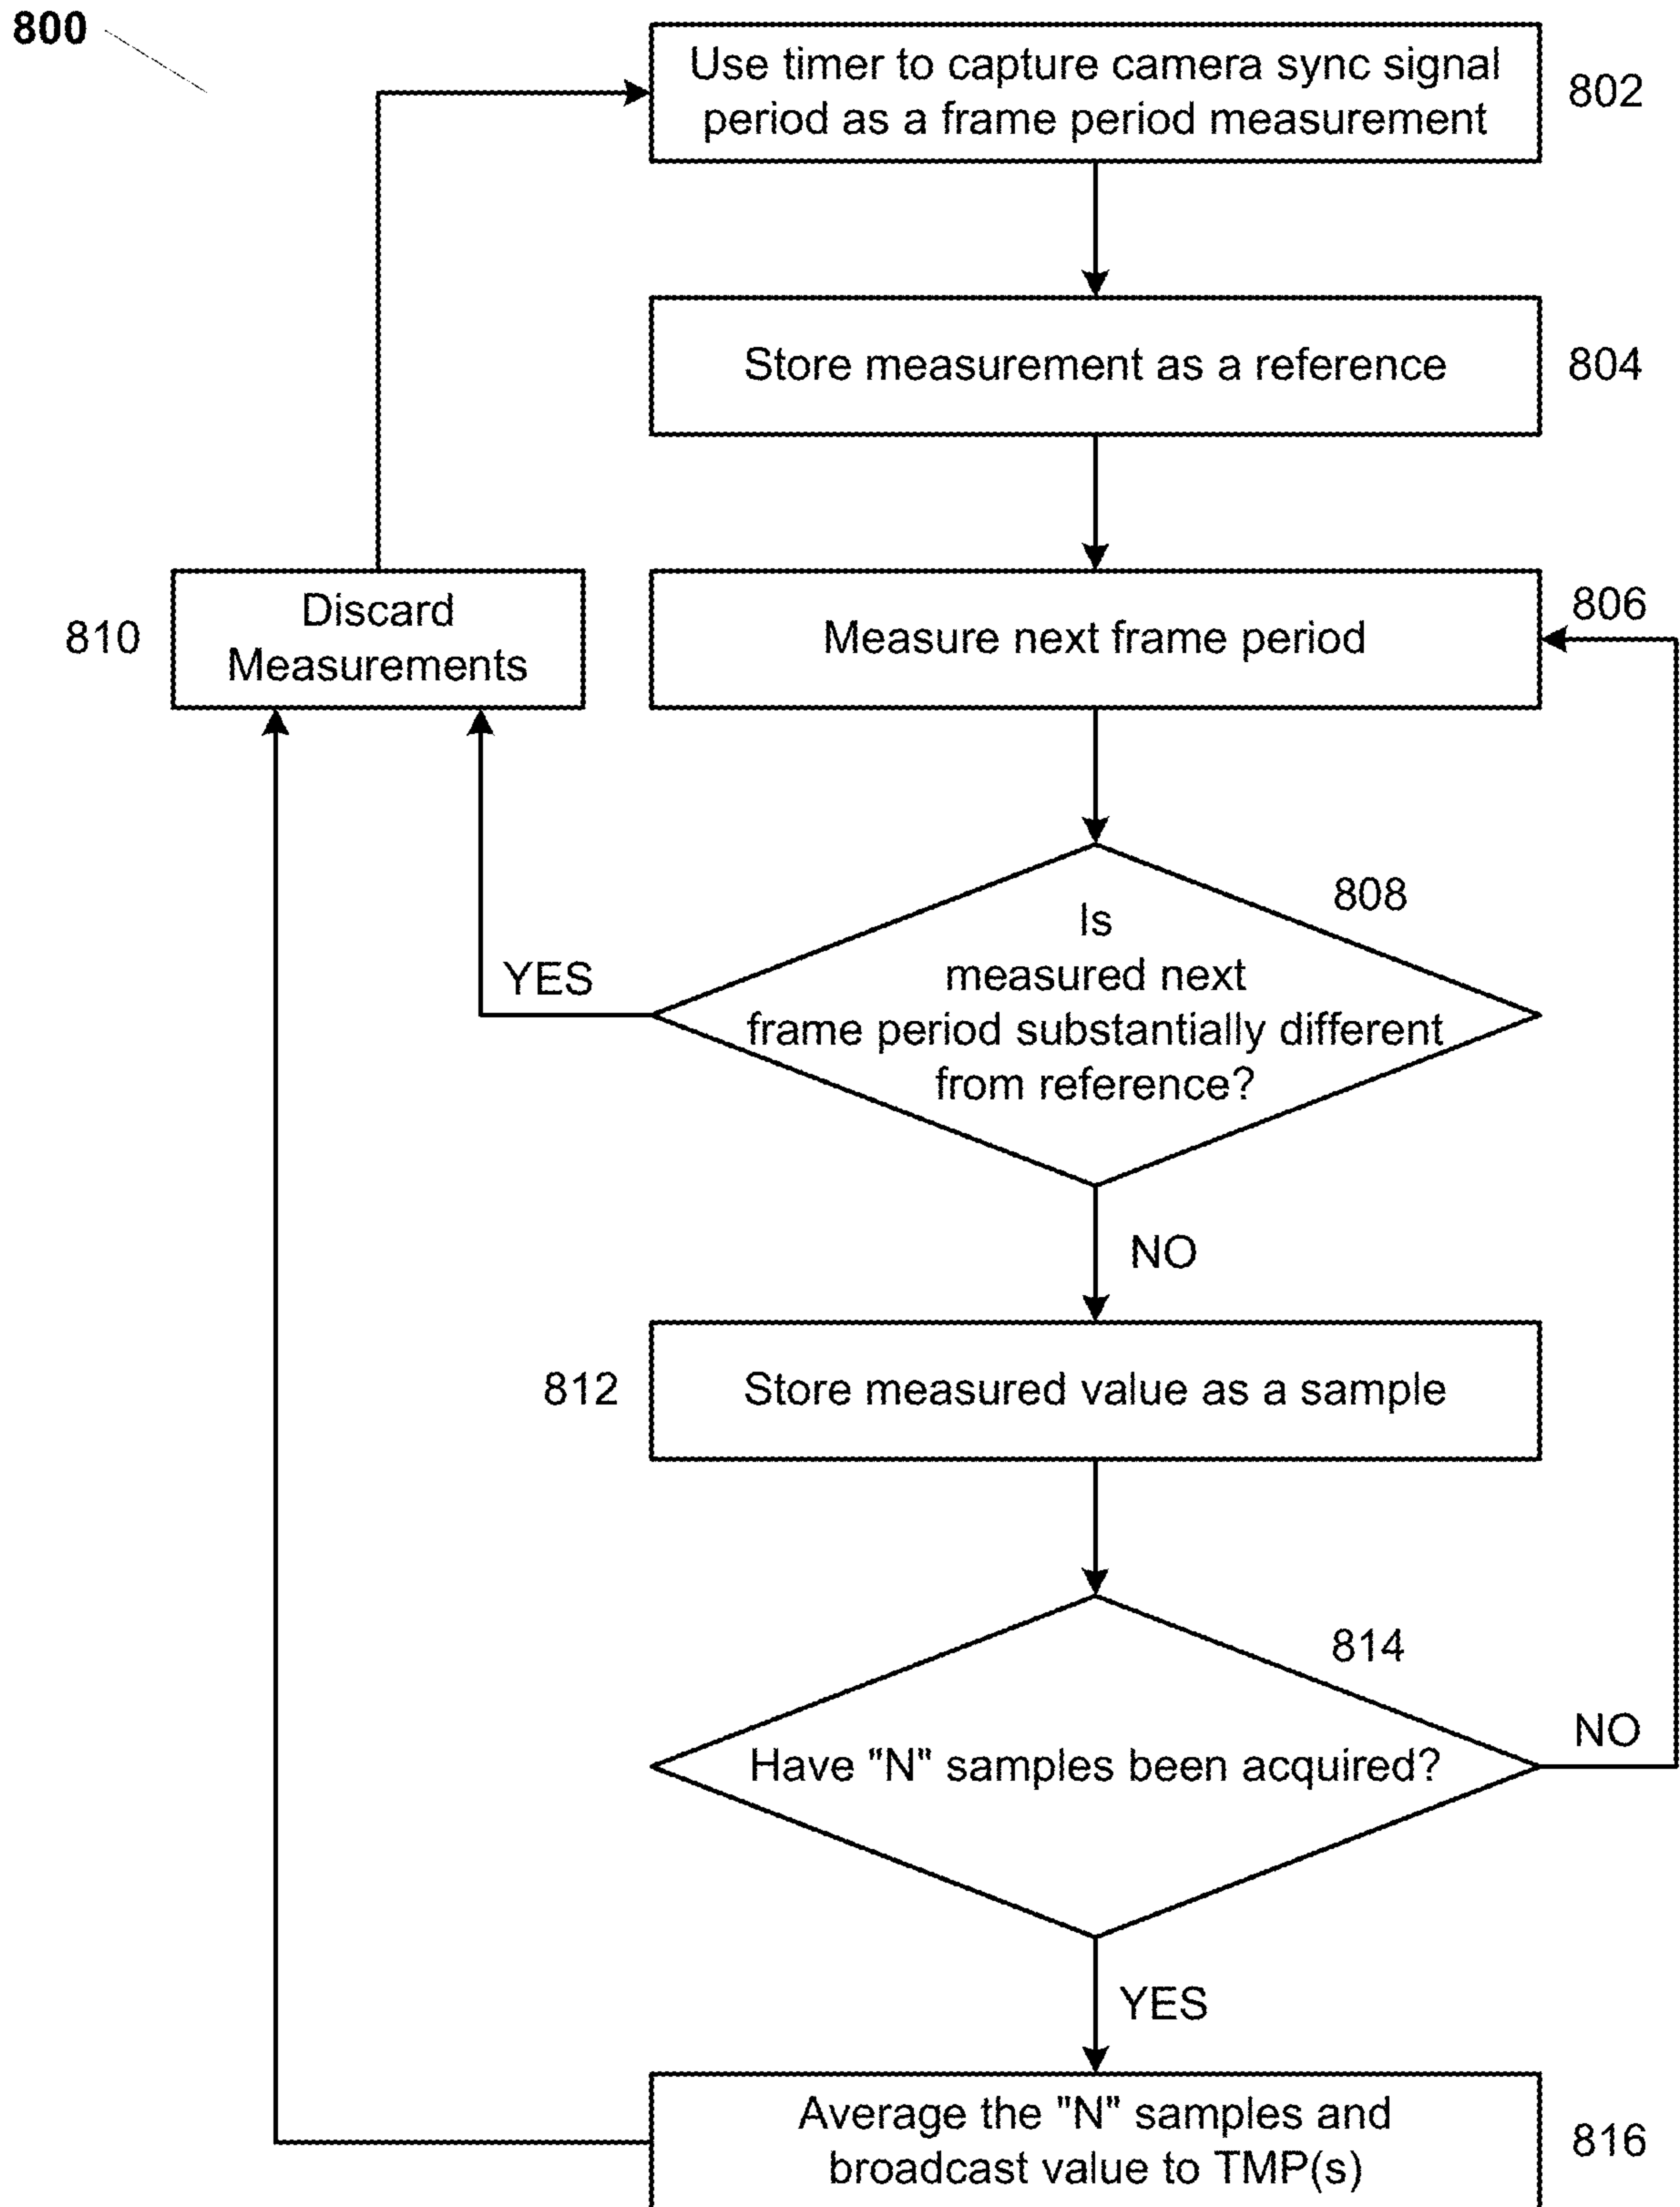 800
Use timer to capture camera sync signal
period as a frame period measurement
802
Store measurement as a reference
804
Discard
Measurements
810
Measure next frame period
806
Is
measured next
frame period substantially different
from reference?
808
YES
NO
812
Store measured value as a sample
814
Have "N" samples been acquired?
NO
YES
Average the "N" samples and
broadcast value to TMP(s)
816